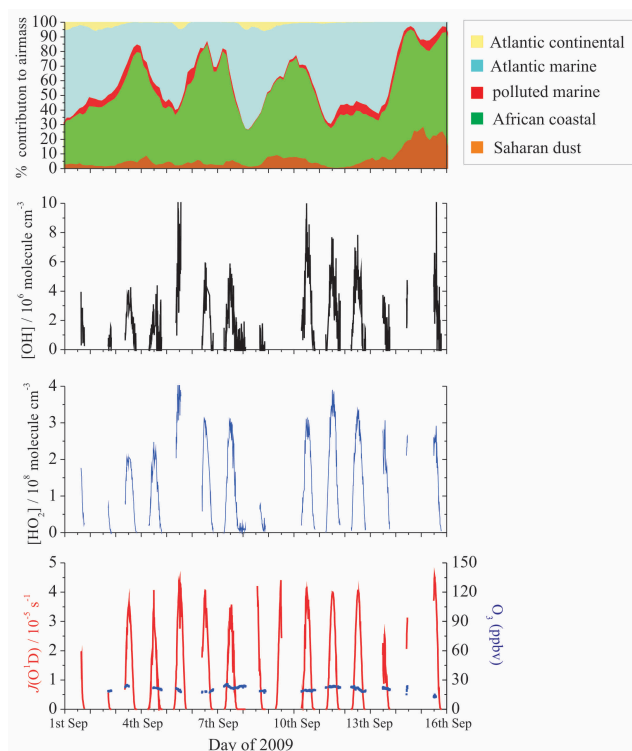 % contributon to airmass
100
90
80
70
60
50
40
30
20
10
0
Atlantic continental
Atlantic marine
polluted marine
African coastal
Saharan dust
[OH] / 10⁶ molecule cm⁻³
10
8
6
4
2
0
[HO₂] / 10⁸ molecule cm⁻³
4
3
2
1
0
J(O¹D) / 10⁻⁵ s⁻¹
5
4
3
2
1
0
150
120
90
60
30
0
O₃ (ppbv)
1st Sep 4th Sep 7th Sep 10th Sep 13th Sep 16th Sep
Day of 2009